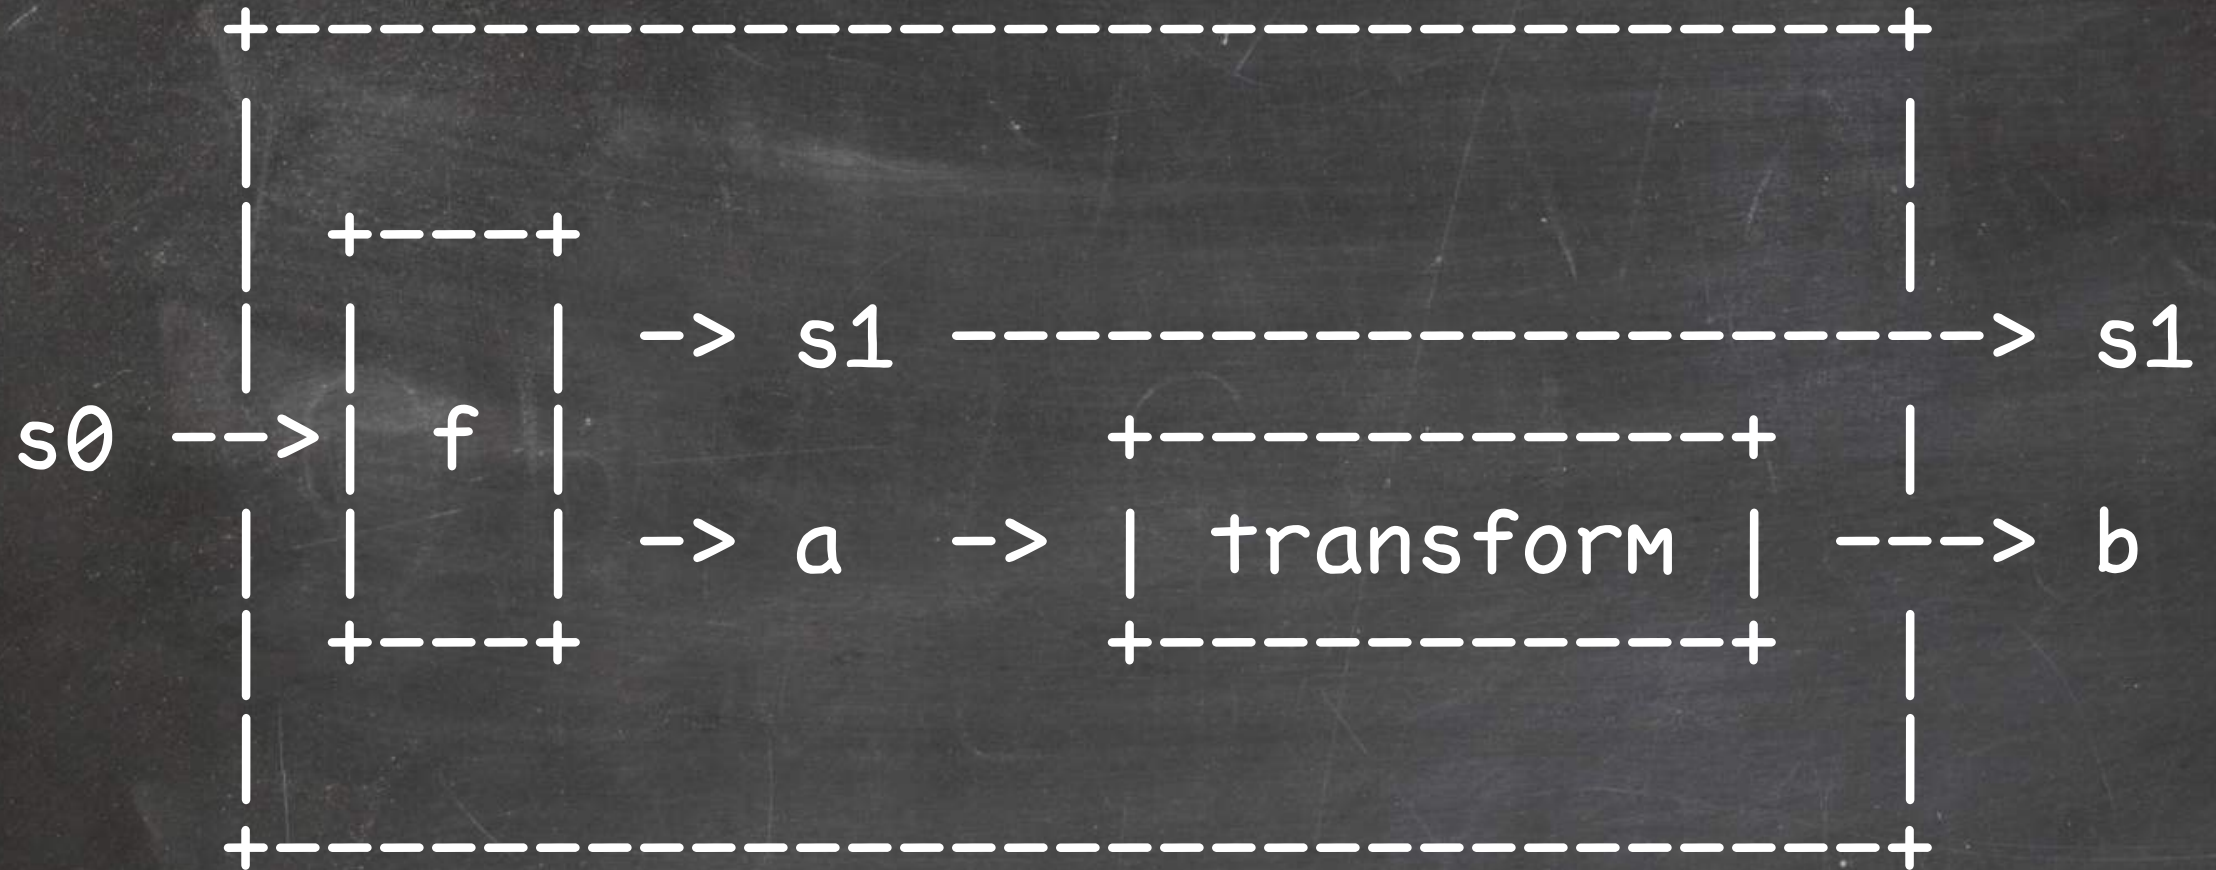 +-------------------------------+
    |                               |
    | +---+                         |
    | |   | -> s1 --------------------> s1
s0 -->| f |          +-----------+  |
    | |   | -> a  -> | transform | ---> b
    | +---+          +-----------+  |
    |                               |
    +-------------------------------+